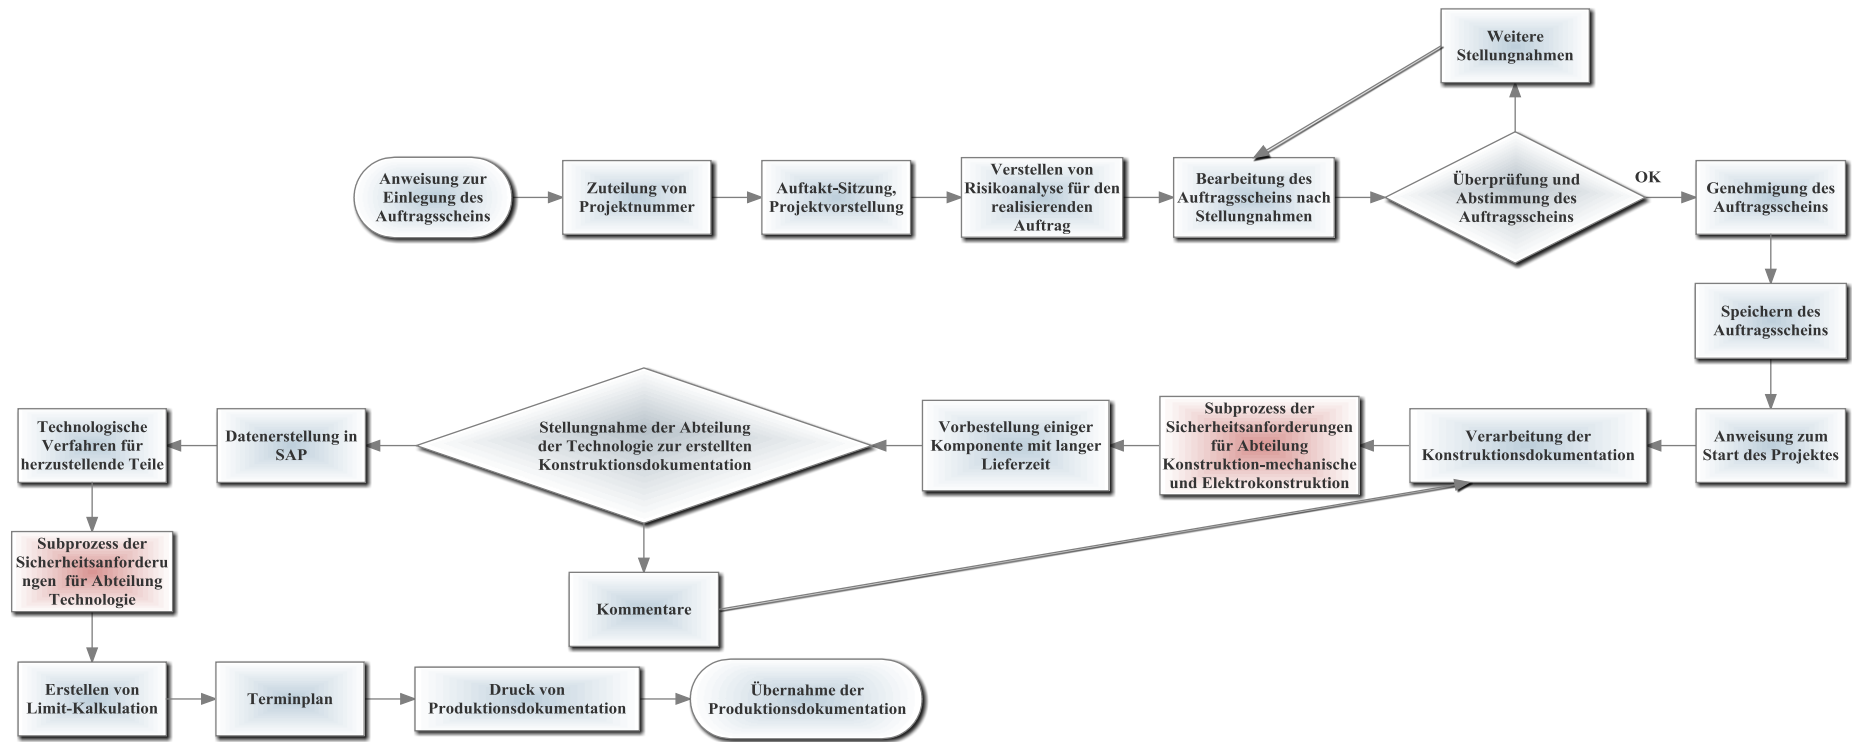 Weitere
Stellungnahmen
Anweisung zur
Einlegung des
Auftragsscheins
Zuteilung von
Projektnummer
Auftakt-Sitzung,
Projektvorstellung
Verstellen von
Risikoanalyse für den
realisierenden
Auftrag
Bearbeitung des
Auftragsscheins nach
Stellungnahmen
Überprüfung und
Abstimmung des
Auftragsscheins
OK
Genehmigung des
Auftragsscheins
Speichern des
Auftragsscheins
Anweisung zum
Start des Projektes
Verarbeitung der
Konstruktionsdokumentation
Subprozess der
Sicherheitsanforderungen
für Abteilung
Konstruktion-mechanische
und Elektrokonstruktion
Vorbestellung einiger
Komponente mit langer
Lieferzeit
Stellungnahme der Abteilung
der Technologie zur erstellten
Konstruktionsdokumentation
Kommentare
Datenerstellung in
SAP
Technologische
Verfahren für
herzustellende Teile
Subprozess der
Sicherheitsanforderu
ngen für Abteilung
Technologie
Erstellen von
Limit-Kalkulation
Terminplan
Druck von
Produktionsdokumentation
Übernahme der
Produktionsdokumentation